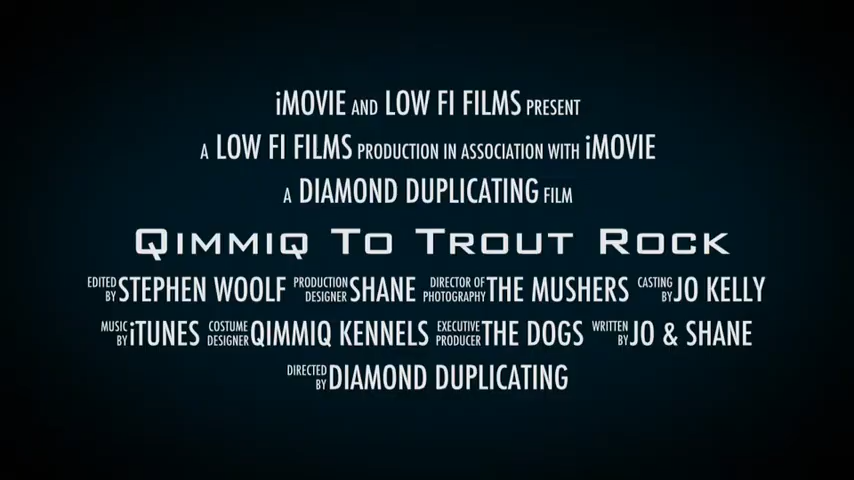 iMOVIE AND LOW FI FILMS PRESENT
A LOW FI FILMS PRODUCTION IN ASSOCIATION WITH iMOVIE
A DIAMOND DUPLICATING FILM
QIMMIQ TO TROUT ROCK
EDITED BY STEPHEN WOOLF PRODUCTION DESIGNER SHANE DIRECTOR OF PHOTOGRAPHY THE MUSHERS CASTING BY JO KELLY
MUSIC BY iTUNES COSTUME DESIGNER QIMMIQ KENNELS EXECUTIVE PRODUCER THE DOGS WRITTEN BY JO & SHANE
DIRECTED BY DIAMOND DUPLICATING